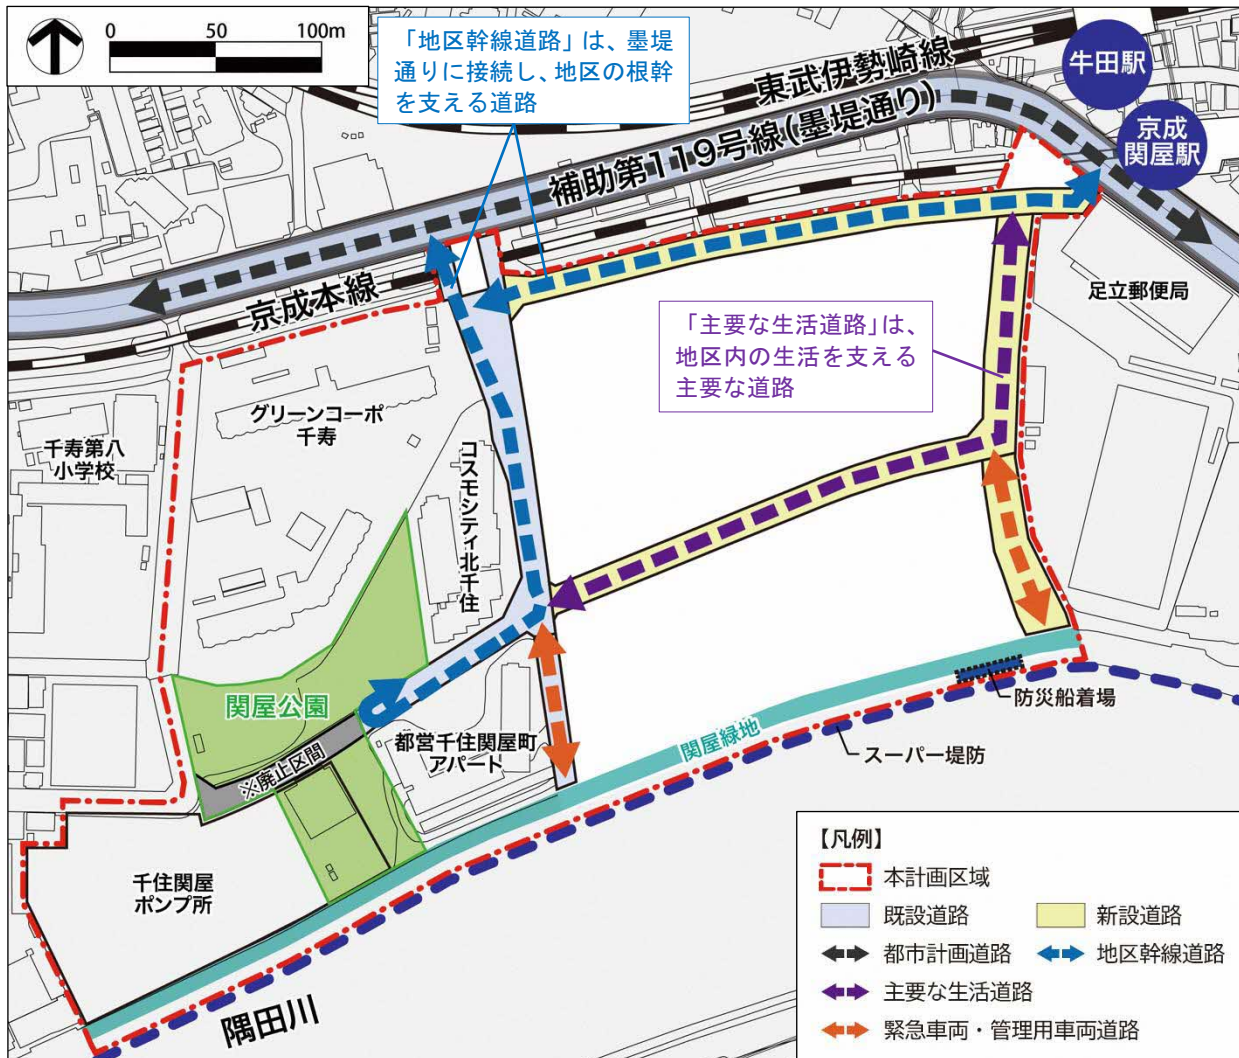 0 50 100m
「地区幹線道路」は、墨堤
通りに接続し、地区の根幹
を支える道路
東武伊勢崎線
牛田駅
京成
関屋駅
補助第119号線(墨堤通り)
京成本線
足立郵便局
「主要な生活道路」は、
地区内の生活を支える
主要な道路
グリーンコーポ
千寿
千寿第八
小学校
コスモシティ北千住
関屋公園
※廃止区間
都営千住関屋町
アパート
関屋緑地
防災船着場
スーパー堤防
千住関屋
ポンプ所
隅田川
【凡例】
本計画区域
既設道路 新設道路
都市計画道路 地区幹線道路
主要な生活道路
緊急車両・管理用車両道路